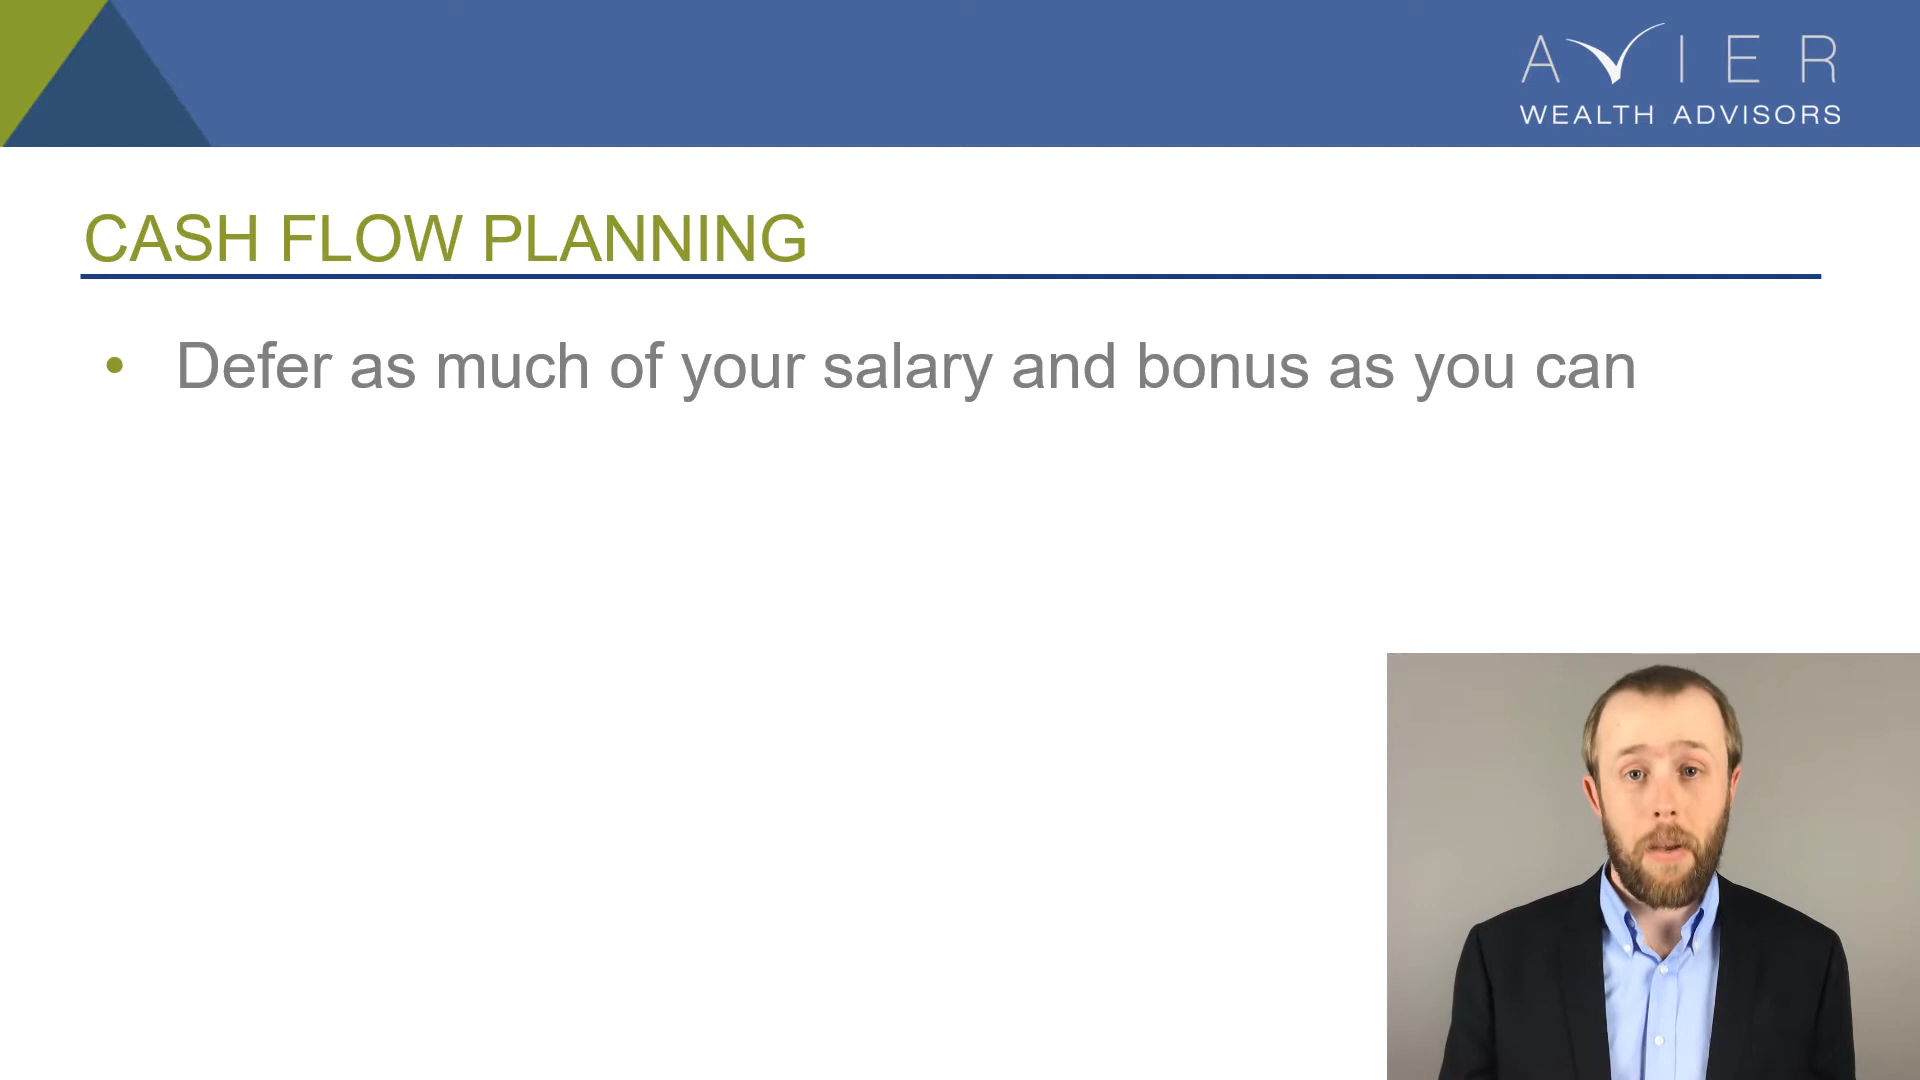 AVIER
WEALTH ADVISORS
CASH FLOW PLANNING
• Defer as much of your salary and bonus as you can